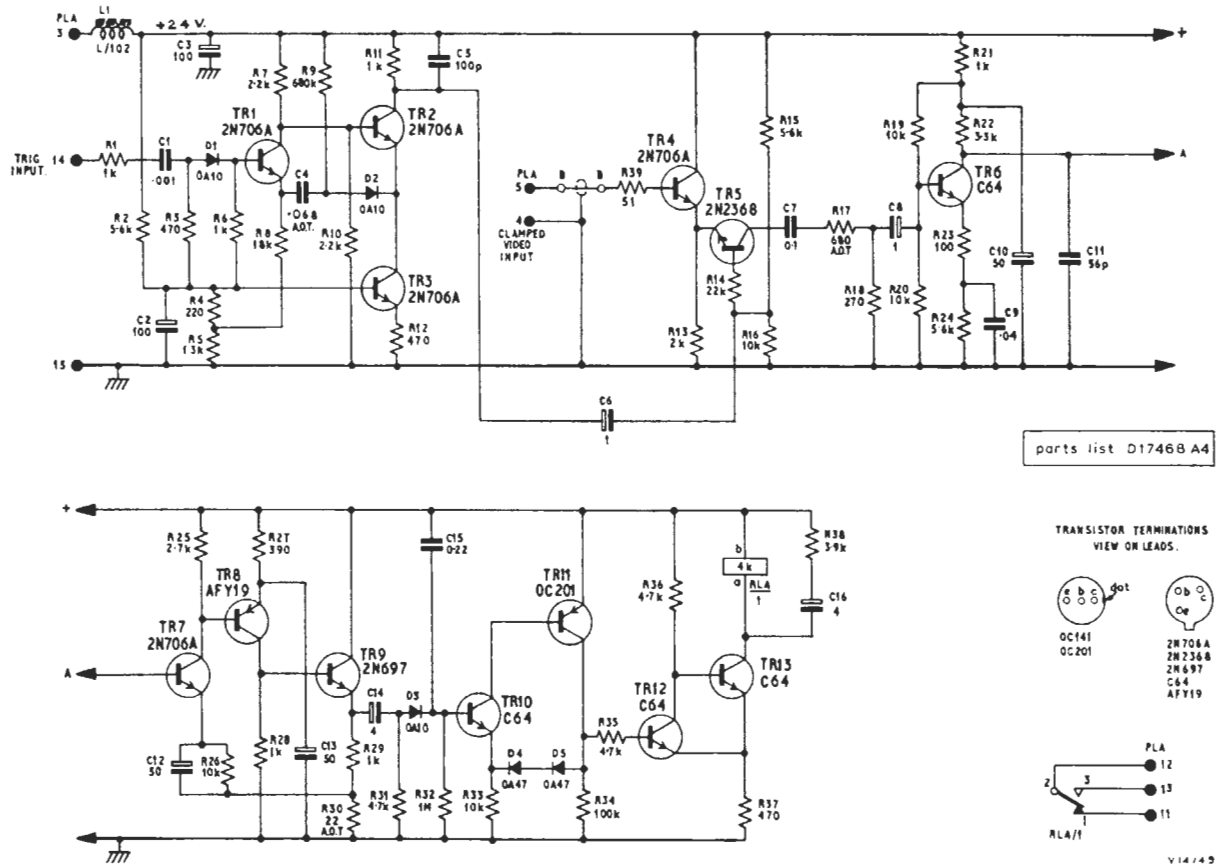 PLA
3
L1
L/102
+24 V.
C3
100
R7
2·2k
R9
680k
R11
1k
C5
100p
TR1
2N706A
TR2
2N706A
TRIG
INPUT.
14
R1
1k
C1
·001
D1
OA10
C4
·068
A.O.T.
D2
OA10
R2
5·6k
R3
470
R6
1k
R8
1·8k
R10
2·2k
TR3
2N706A
C2
100
R4
220
R5
1·3k
R12
470
15
PLA
5
B
B
R39
51
4
CLAMPED
VIDEO
INPUT
TR4
2N706A
TR5
2N2368
R15
5·6k
C7
0·1
R17
680
A.O.T
C8
1
R14
22k
R13
2k
R16
10k
R18
270
R19
10k
R20
10k
R21
1k
R22
3·3k
TR6
C64
R23
100
R24
5·6k
C9
·04
C10
50
C11
56p
+
A
C6
1
parts list D17468 A4
+
R25
2·7k
R27
390
TR8
AFY19
TR7
2N706A
A
C12
50
R26
10k
R28
1k
C13
50
TR9
2N697
C14
4
R29
1k
R30
22
A.O.T
D3
OA10
C15
0·22
R31
4·7k
R32
1M
R33
10k
TR10
C64
D4
OA47
D5
OA47
TR11
OC201
R34
100k
R35
4·7k
TR12
C64
R36
4·7k
b
4k
a
RLA
1
TR13
C64
R37
470
R38
3·9k
C16
4
TRANSISTOR TERMINATIONS
VIEW ON LEADS.
e b c
dot
OC141
OC201
b
c
e
2N706A
2N2368
2N697
C64
AFY19
PLA
12
13
11
2
3
1
RLA/1
V14/49